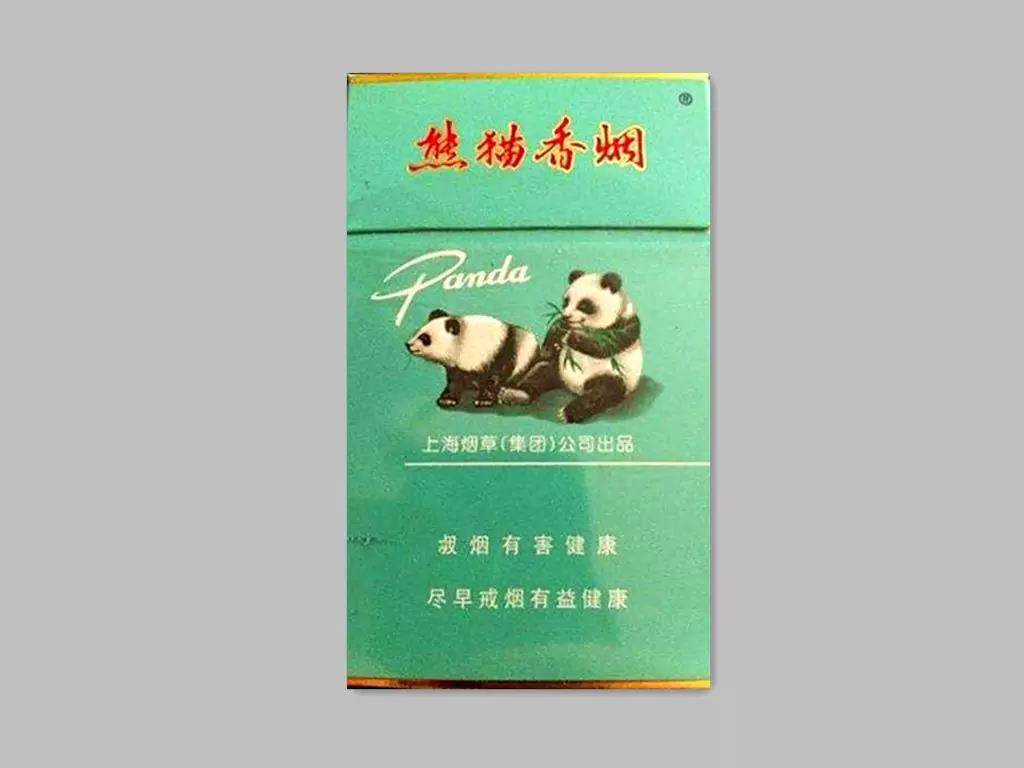 ®
熊猫香烟
Panda
上海烟草(集团)公司出品
烟有害健康
尽早戒烟有益健康